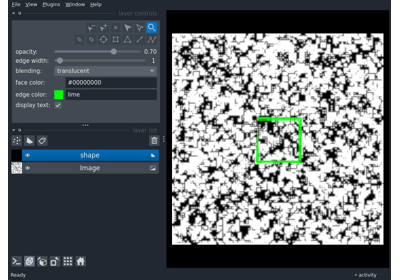 File View Plugins Window Help
layer controls
opacity: 0.70
edge width: 1
blending: translucent
face color: #00000000
edge color: lime
display text:
layer list
shape
Image
Ready
activity